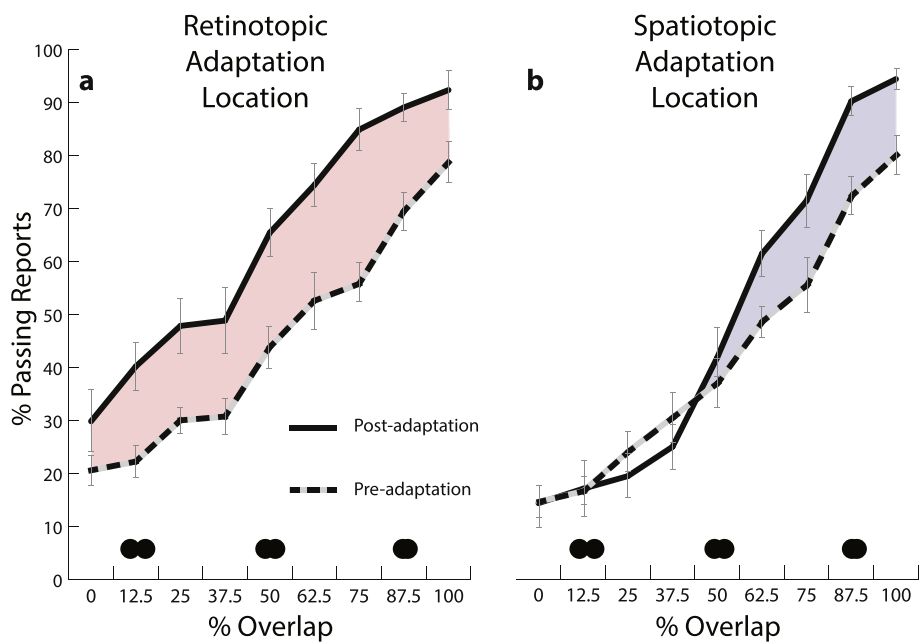 Retinotopic
Adaptation
Location
Spatiotopic
Adaptation
Location
a
b
% Passing Reports
100
90
80
70
60
50
40
30
20
10
0
Post-adaptation
Pre-adaptation
0 12.5 25 37.5 50 62.5 75 87.5 100
% Overlap
0 12.5 25 37.5 50 62.5 75 87.5 100
% Overlap